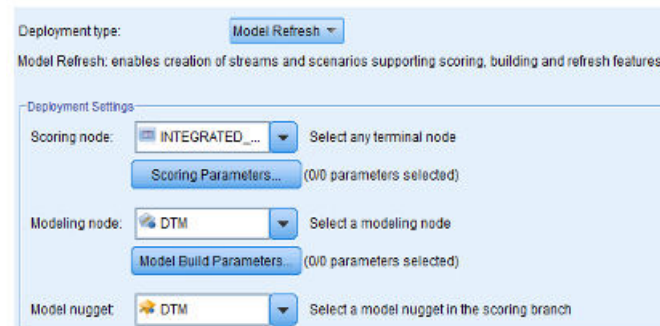 Deployment type: Model Refresh
Model Refresh: enables creation of streams and scenarios supporting scoring, building and refresh features
Deployment Settings
Scoring node: INTEGRATED_... Select any terminal node
Scoring Parameters... (0/0 parameters selected)
Modeling node: DTM Select a modeling node
Model Build Parameters... (0/0 parameters selected)
Model nugget: DTM Select a model nugget in the scoring branch